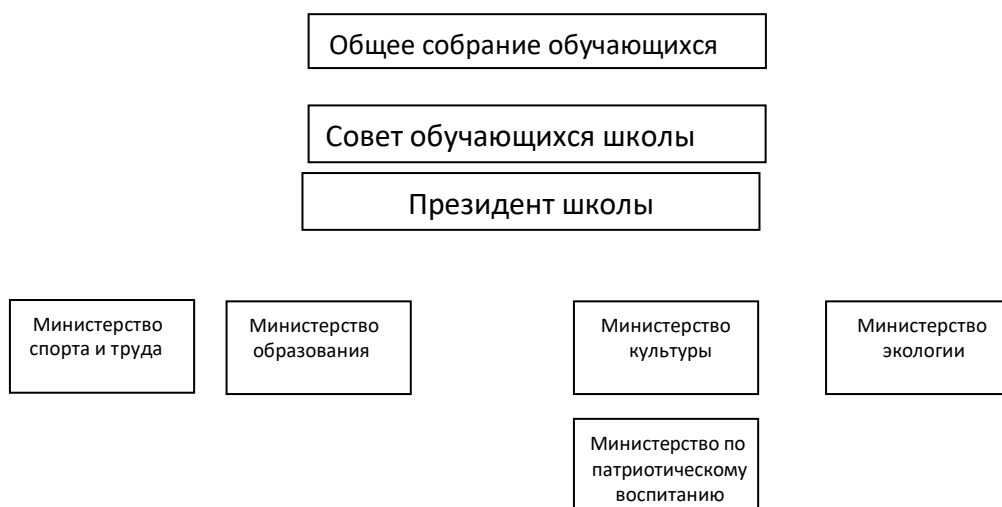 Общее собрание обучающихся
Совет обучающихся школы
Президент школы
Министерство
спорта и труда
Министерство
образования
Министерство
культуры
Министерство
экологии
Министерство по
патриотическому
воспитанию